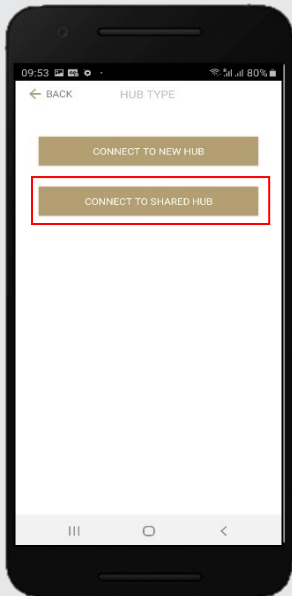 09:53 80%
BACK HUB TYPE
CONNECT TO NEW HUB
CONNECT TO SHARED HUB